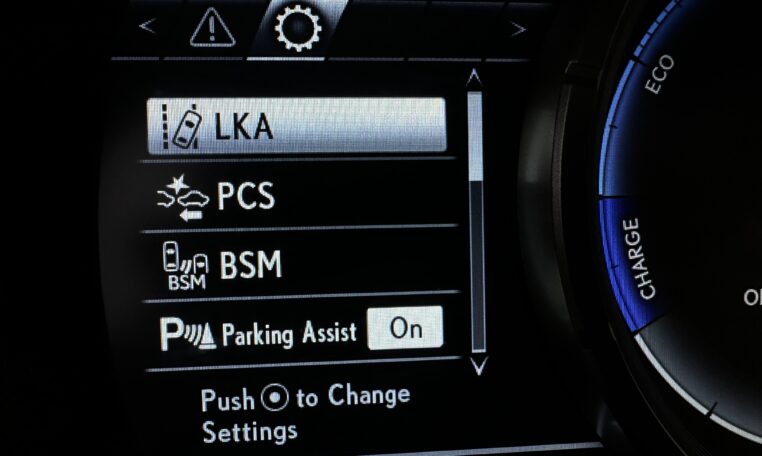 LKA
PCS
BSM
BSM
Parking Assist On
Push to Change
Settings
ECO
CHARGE